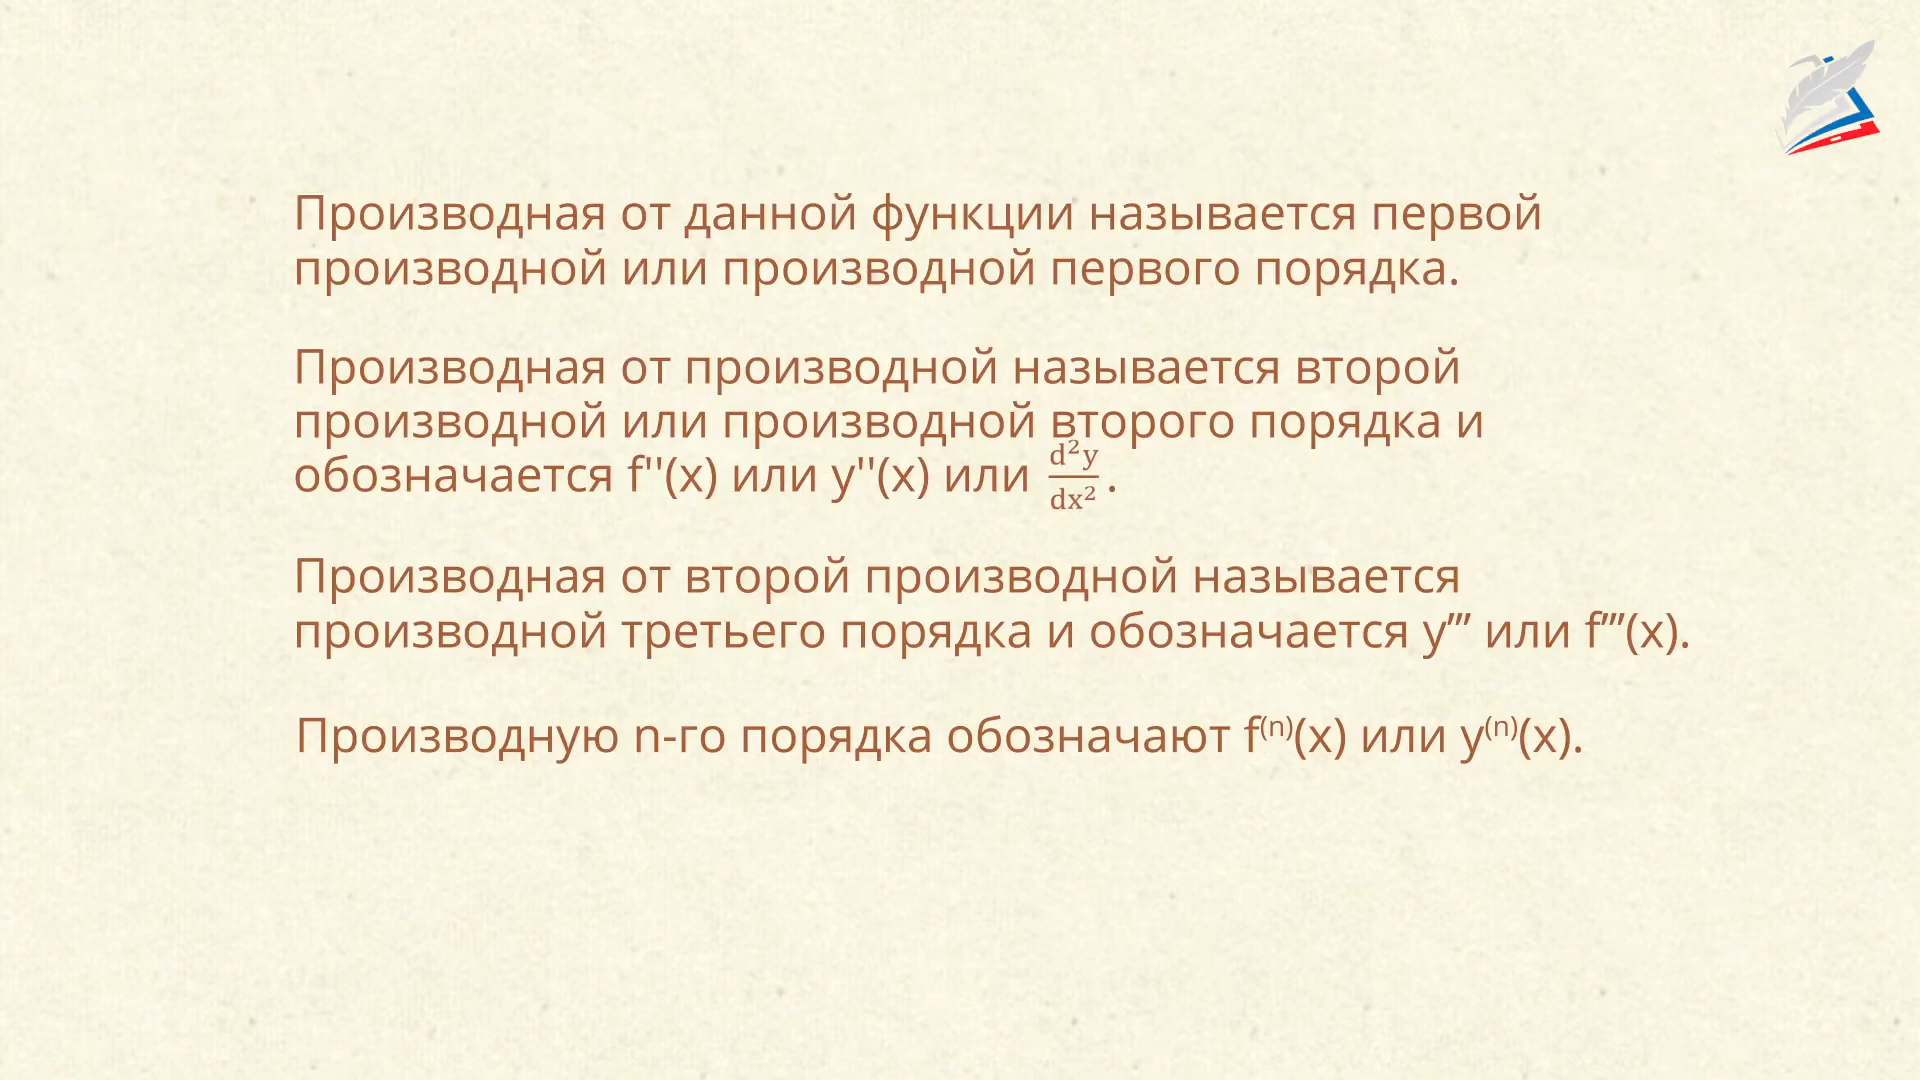 Производная от данной функции называется первой
производной или производной первого порядка.
Производная от производной называется второй
производной или производной второго порядка и
обозначается f''(x) или y''(x) или d²y/dx² .
Производная от второй производной называется
производной третьего порядка и обозначается y‴ или f‴(x).
Производную n-го порядка обозначают f⁽ⁿ⁾(x) или y⁽ⁿ⁾(x).